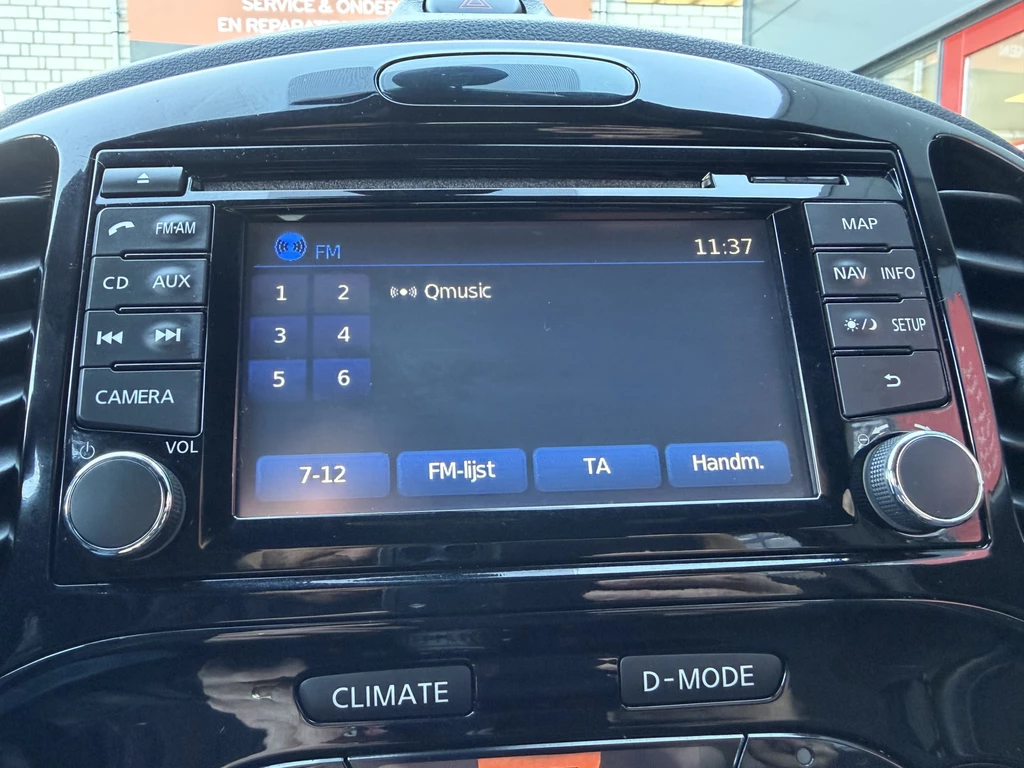 SERVICE & ONDER
EN REPARATIE
FM·AM
CD AUX
CAMERA
VOL
FM 11:37
1 2 Qmusic
3 4
5 6
7-12 FM-lijst TA Handm.
MAP
NAV INFO
SETUP
CLIMATE D-MODE